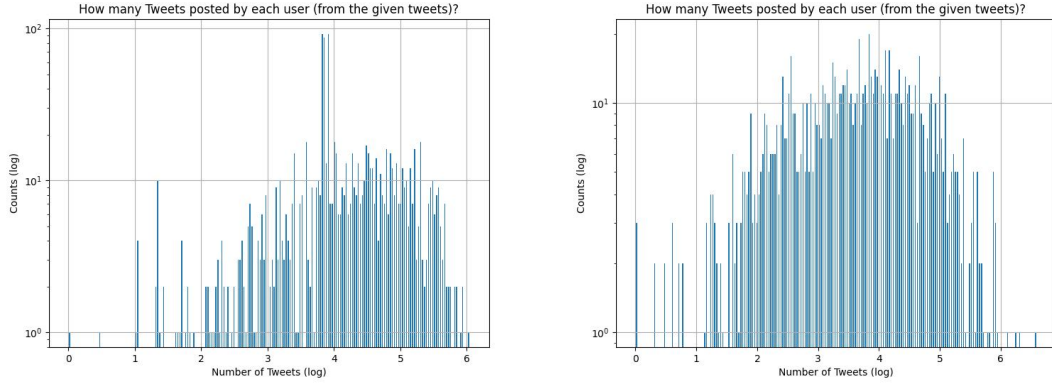 How many Tweets posted by each user (from the given tweets)?
10²
10¹
10⁰
Counts (log)
0 1 2 3 4 5 6
Number of Tweets (log)
How many Tweets posted by each user (from the given tweets)?
10¹
10⁰
Counts (log)
0 1 2 3 4 5 6
Number of Tweets (log)